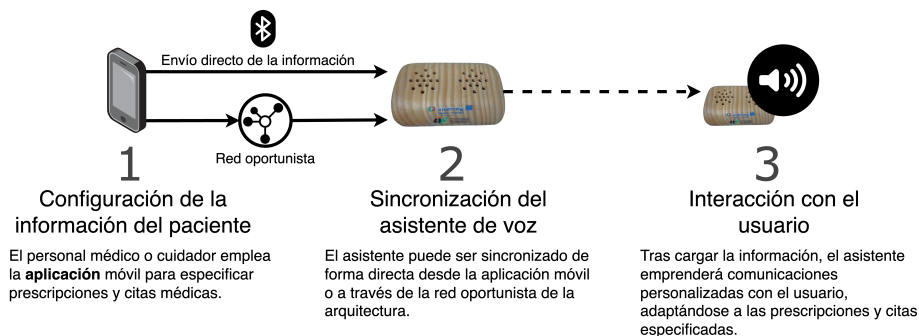 Envío directo de la información
Red oportunista
1
Configuración de la
información del paciente
El personal médico o cuidador emplea
la aplicación móvil para especificar
prescripciones y citas médicas.
2
Sincronización del
asistente de voz
El asistente puede ser sincronizado de
forma directa desde la aplicación móvil
o a través de la red oportunista de la
arquitectura.
3
Interacción con el
usuario
Tras cargar la información, el asistente
emprenderá comunicaciones
personalizadas con el usuario,
adaptándose a las prescripciones y citas
especificadas.